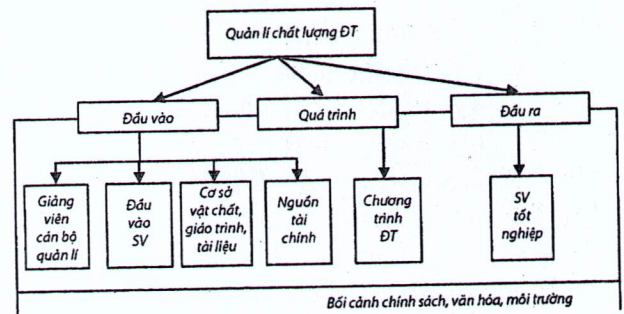 Quản lí chất lượng ĐT
Đầu vào
Quá trình
Đầu ra
Giảng
viên
cán bộ
quản lí
Đầu
vào
SV
Cơ sở
vật chất,
giáo trình,
tài liệu
Nguồn
tài
chính
Chương
trình
ĐT
SV
tốt
nghiệp
Bối cảnh chính sách, văn hóa, môi trường